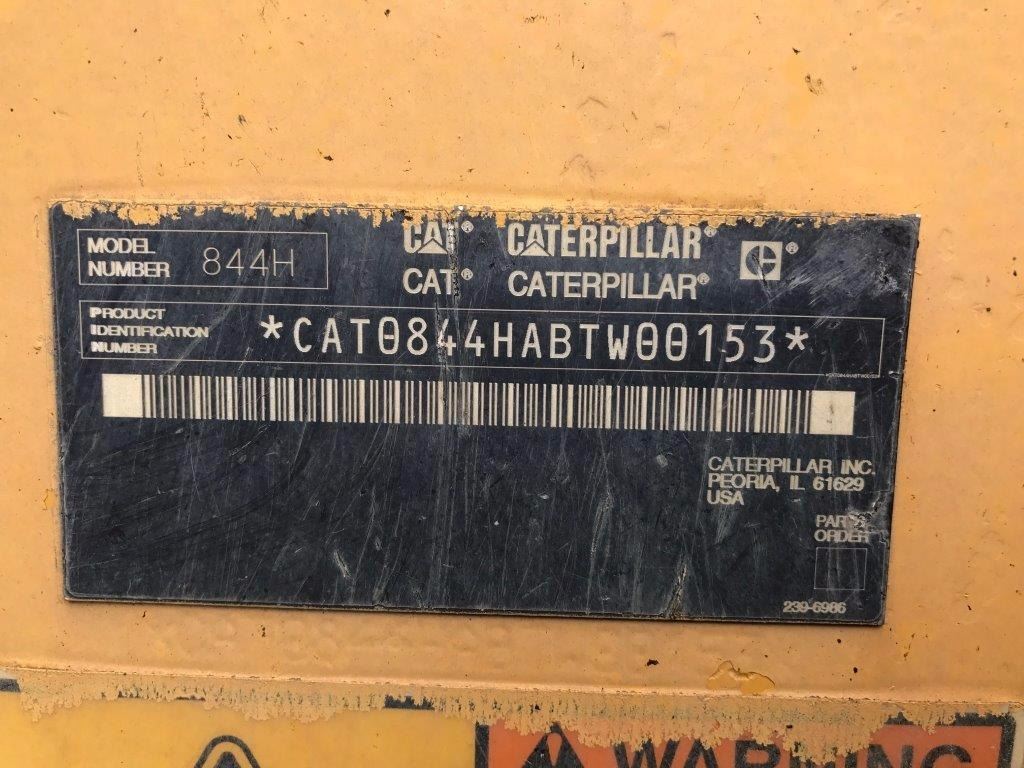 MODEL
NUMBER 844H
CAT® CATERPILLAR®
CAT® CATERPILLAR®
PRODUCT
IDENTIFICATION
NUMBER
*CAT0844HABTW00153*
CATERPILLAR INC.
PEORIA, IL 61629
USA
PARTS
ORDER
239-6986
WARNING